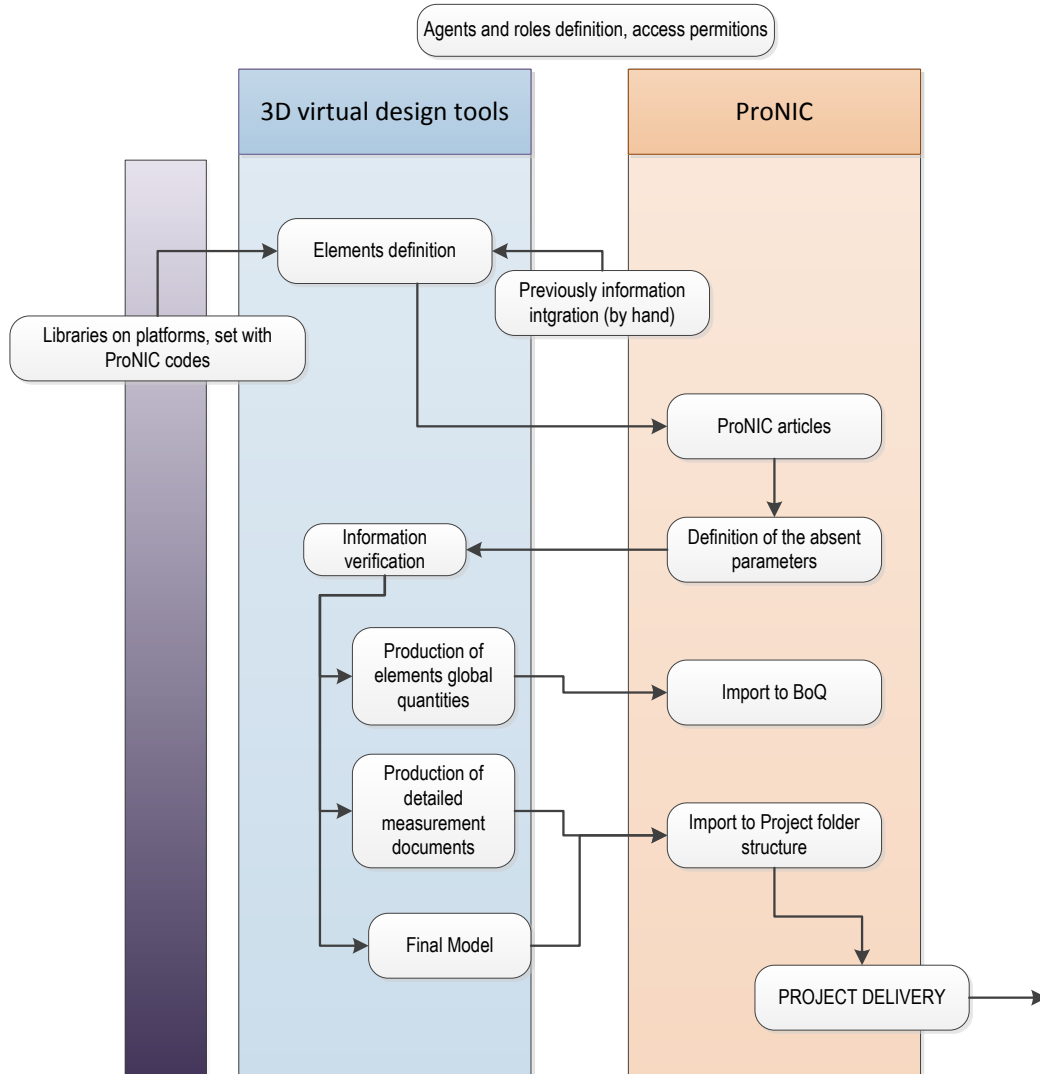 Agents and roles definition, access permitions
3D virtual design tools
ProNIC
Elements definition
Previously information
intgration (by hand)
Libraries on platforms, set with
ProNIC codes
ProNIC articles
Information
verification
Definition of the absent
parameters
Production of
elements global
quantities
Import to BoQ
Production of
detailed
measurement
documents
Import to Project folder
structure
Final Model
PROJECT DELIVERY